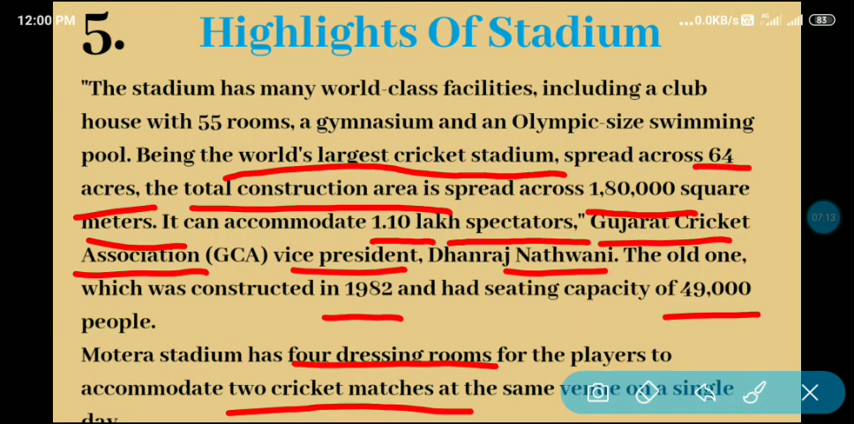 12:00 PM
...0.0KB/s 4G 83
5. Highlights Of Stadium
"The stadium has many world-class facilities, including a club
house with 55 rooms, a gymnasium and an Olympic-size swimming
pool. Being the world's largest cricket stadium, spread across 64
acres, the total construction area is spread across 1,80,000 square
meters. It can accommodate 1.10 lakh spectators," Gujarat Cricket
Association (GCA) vice president, Dhanraj Nathwani. The old one,
which was constructed in 1982 and had seating capacity of 49,000
people.
Motera stadium has four dressing rooms for the players to
accommodate two cricket matches at the same venue on a single
day
07:13